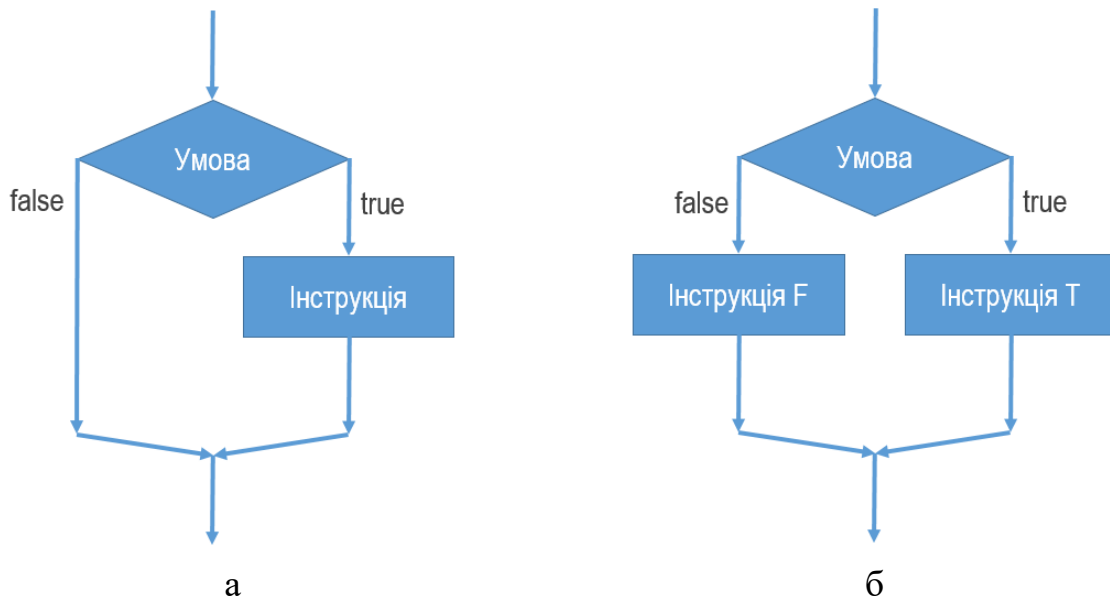 Умова
false
true
Інструкція
а
Умова
false
true
Інструкція F
Інструкція T
б